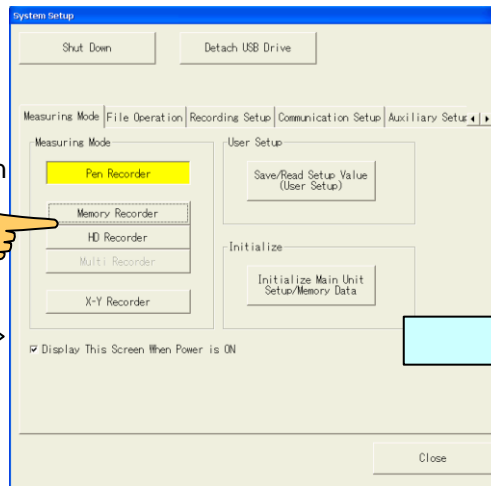 System Setup
Shut Down
Detach USB Drive
Measuring Mode
File Operation
Recording Setup
Communication Setup
Auxiliary Setup
Measuring Mode
Pen Recorder
Memory Recorder
HD Recorder
Multi Recorder
X-Y Recorder
User Setup
Save/Read Setup Value
(User Setup)
Initialize
Initialize Main Unit
Setup/Memory Data
Display This Screen When Power is ON
Close